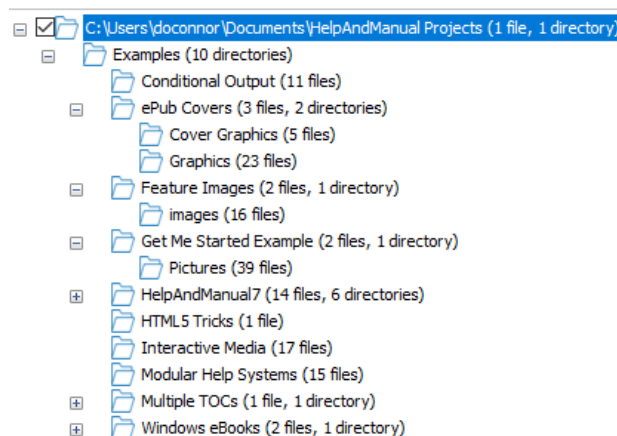 C:\Users\doconnor\Documents\HelpAndManual Projects (1 file, 1 directory)
Examples (10 directories)
Conditional Output (11 files)
ePub Covers (3 files, 2 directories)
Cover Graphics (5 files)
Graphics (23 files)
Feature Images (2 files, 1 directory)
images (16 files)
Get Me Started Example (2 files, 1 directory)
Pictures (39 files)
HelpAndManual7 (14 files, 6 directories)
HTML5 Tricks (1 file)
Interactive Media (17 files)
Modular Help Systems (15 files)
Multiple TOCs (1 file, 1 directory)
Windows eBooks (2 files, 1 directory)